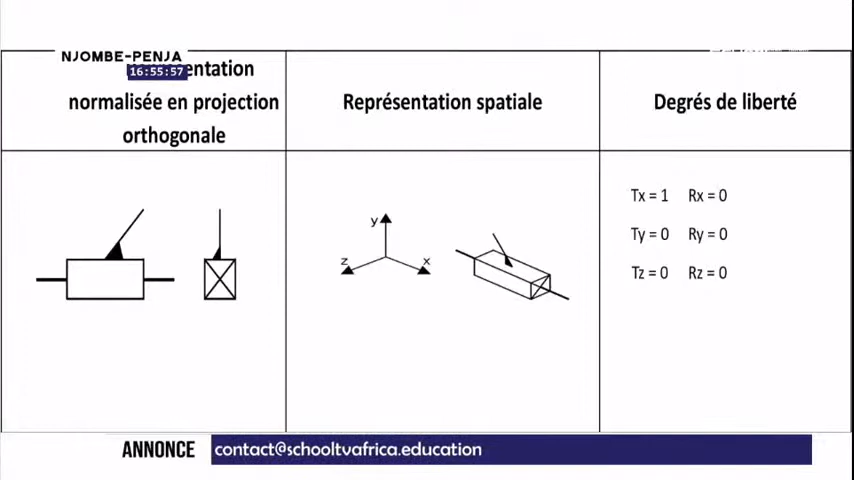 NJOMBE-PENJA
16:55:57
normalisée en projection
orthogonale
Représentation spatiale
Degrés de liberté
y
z
x
Tx = 1 Rx = 0
Ty = 0 Ry = 0
Tz = 0 Rz = 0
ANNONCE
contact@schooltvafrica.education